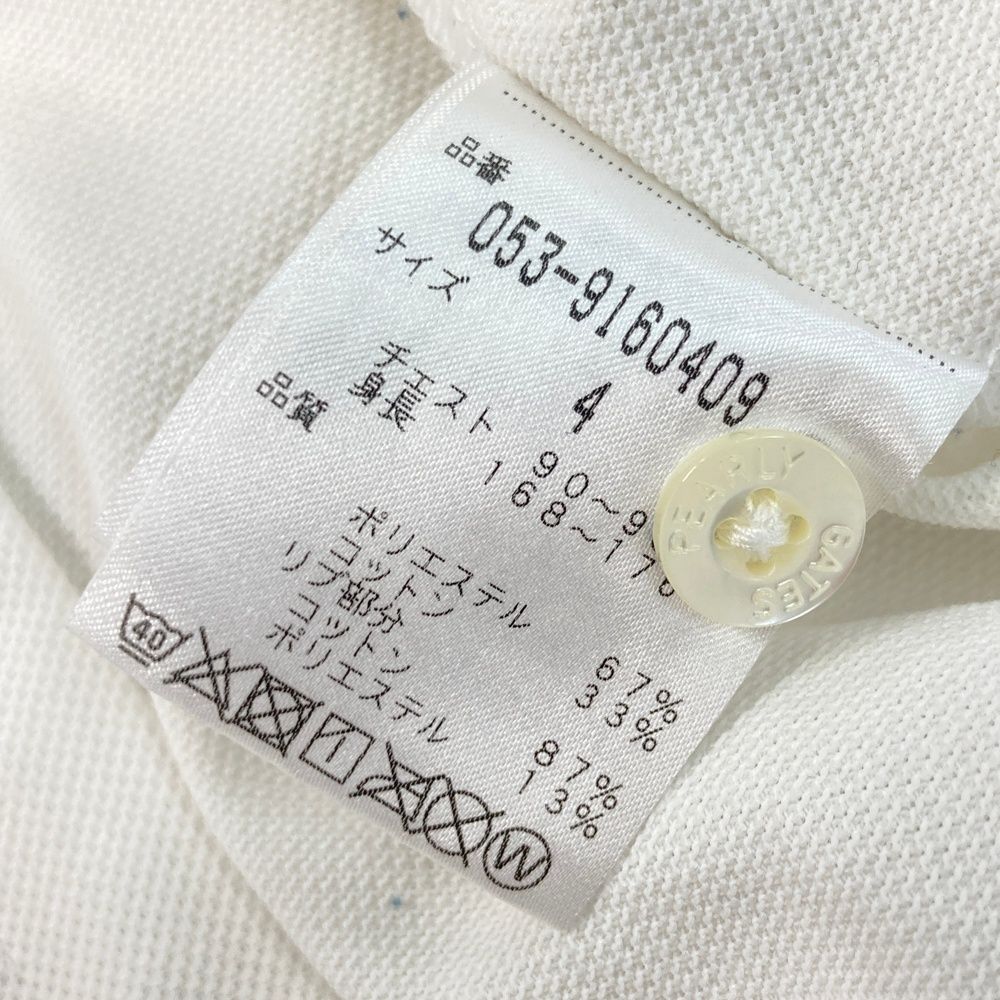 品番
053-9160409
サイズ 4
チェスト 90～9
身長 168～17
品質
ポリエステル 67%
コットン 33%
リブ部分
コットン 87%
ポリエステル 13%
40
W
PEARLY
GATES